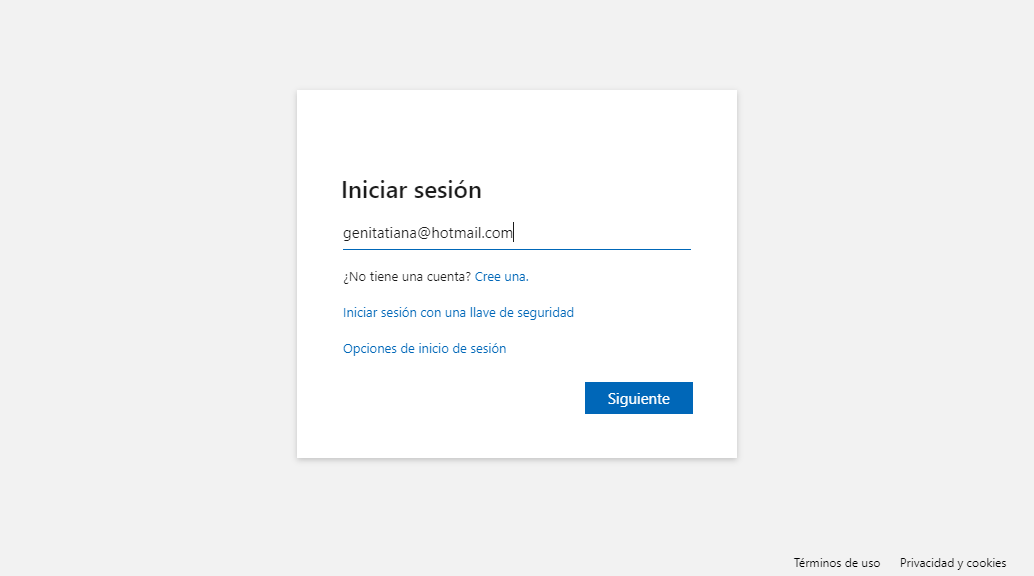 Iniciar sesión
genitatiana@hotmail.com
¿No tiene una cuenta? Cree una.
Iniciar sesión con una llave de seguridad
Opciones de inicio de sesión
Siguiente
Términos de uso Privacidad y cookies